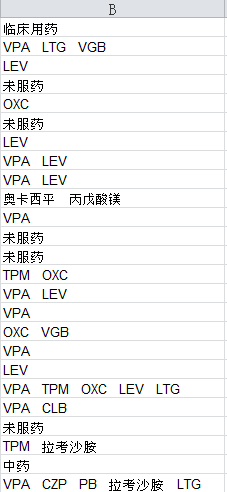 B
临床用药
VPA LTG VGB
LEV
未服药
OXC
未服药
LEV
VPA LEV
VPA LEV
奥卡西平 丙戊酸镁
VPA
未服药
未服药
TPM OXC
VPA LEV
VPA
OXC VGB
VPA
LEV
VPA TPM OXC LEV LTG
VPA CLB
未服药
TPM 拉考沙胺
中药
VPA CZP PB 拉考沙胺 LTG